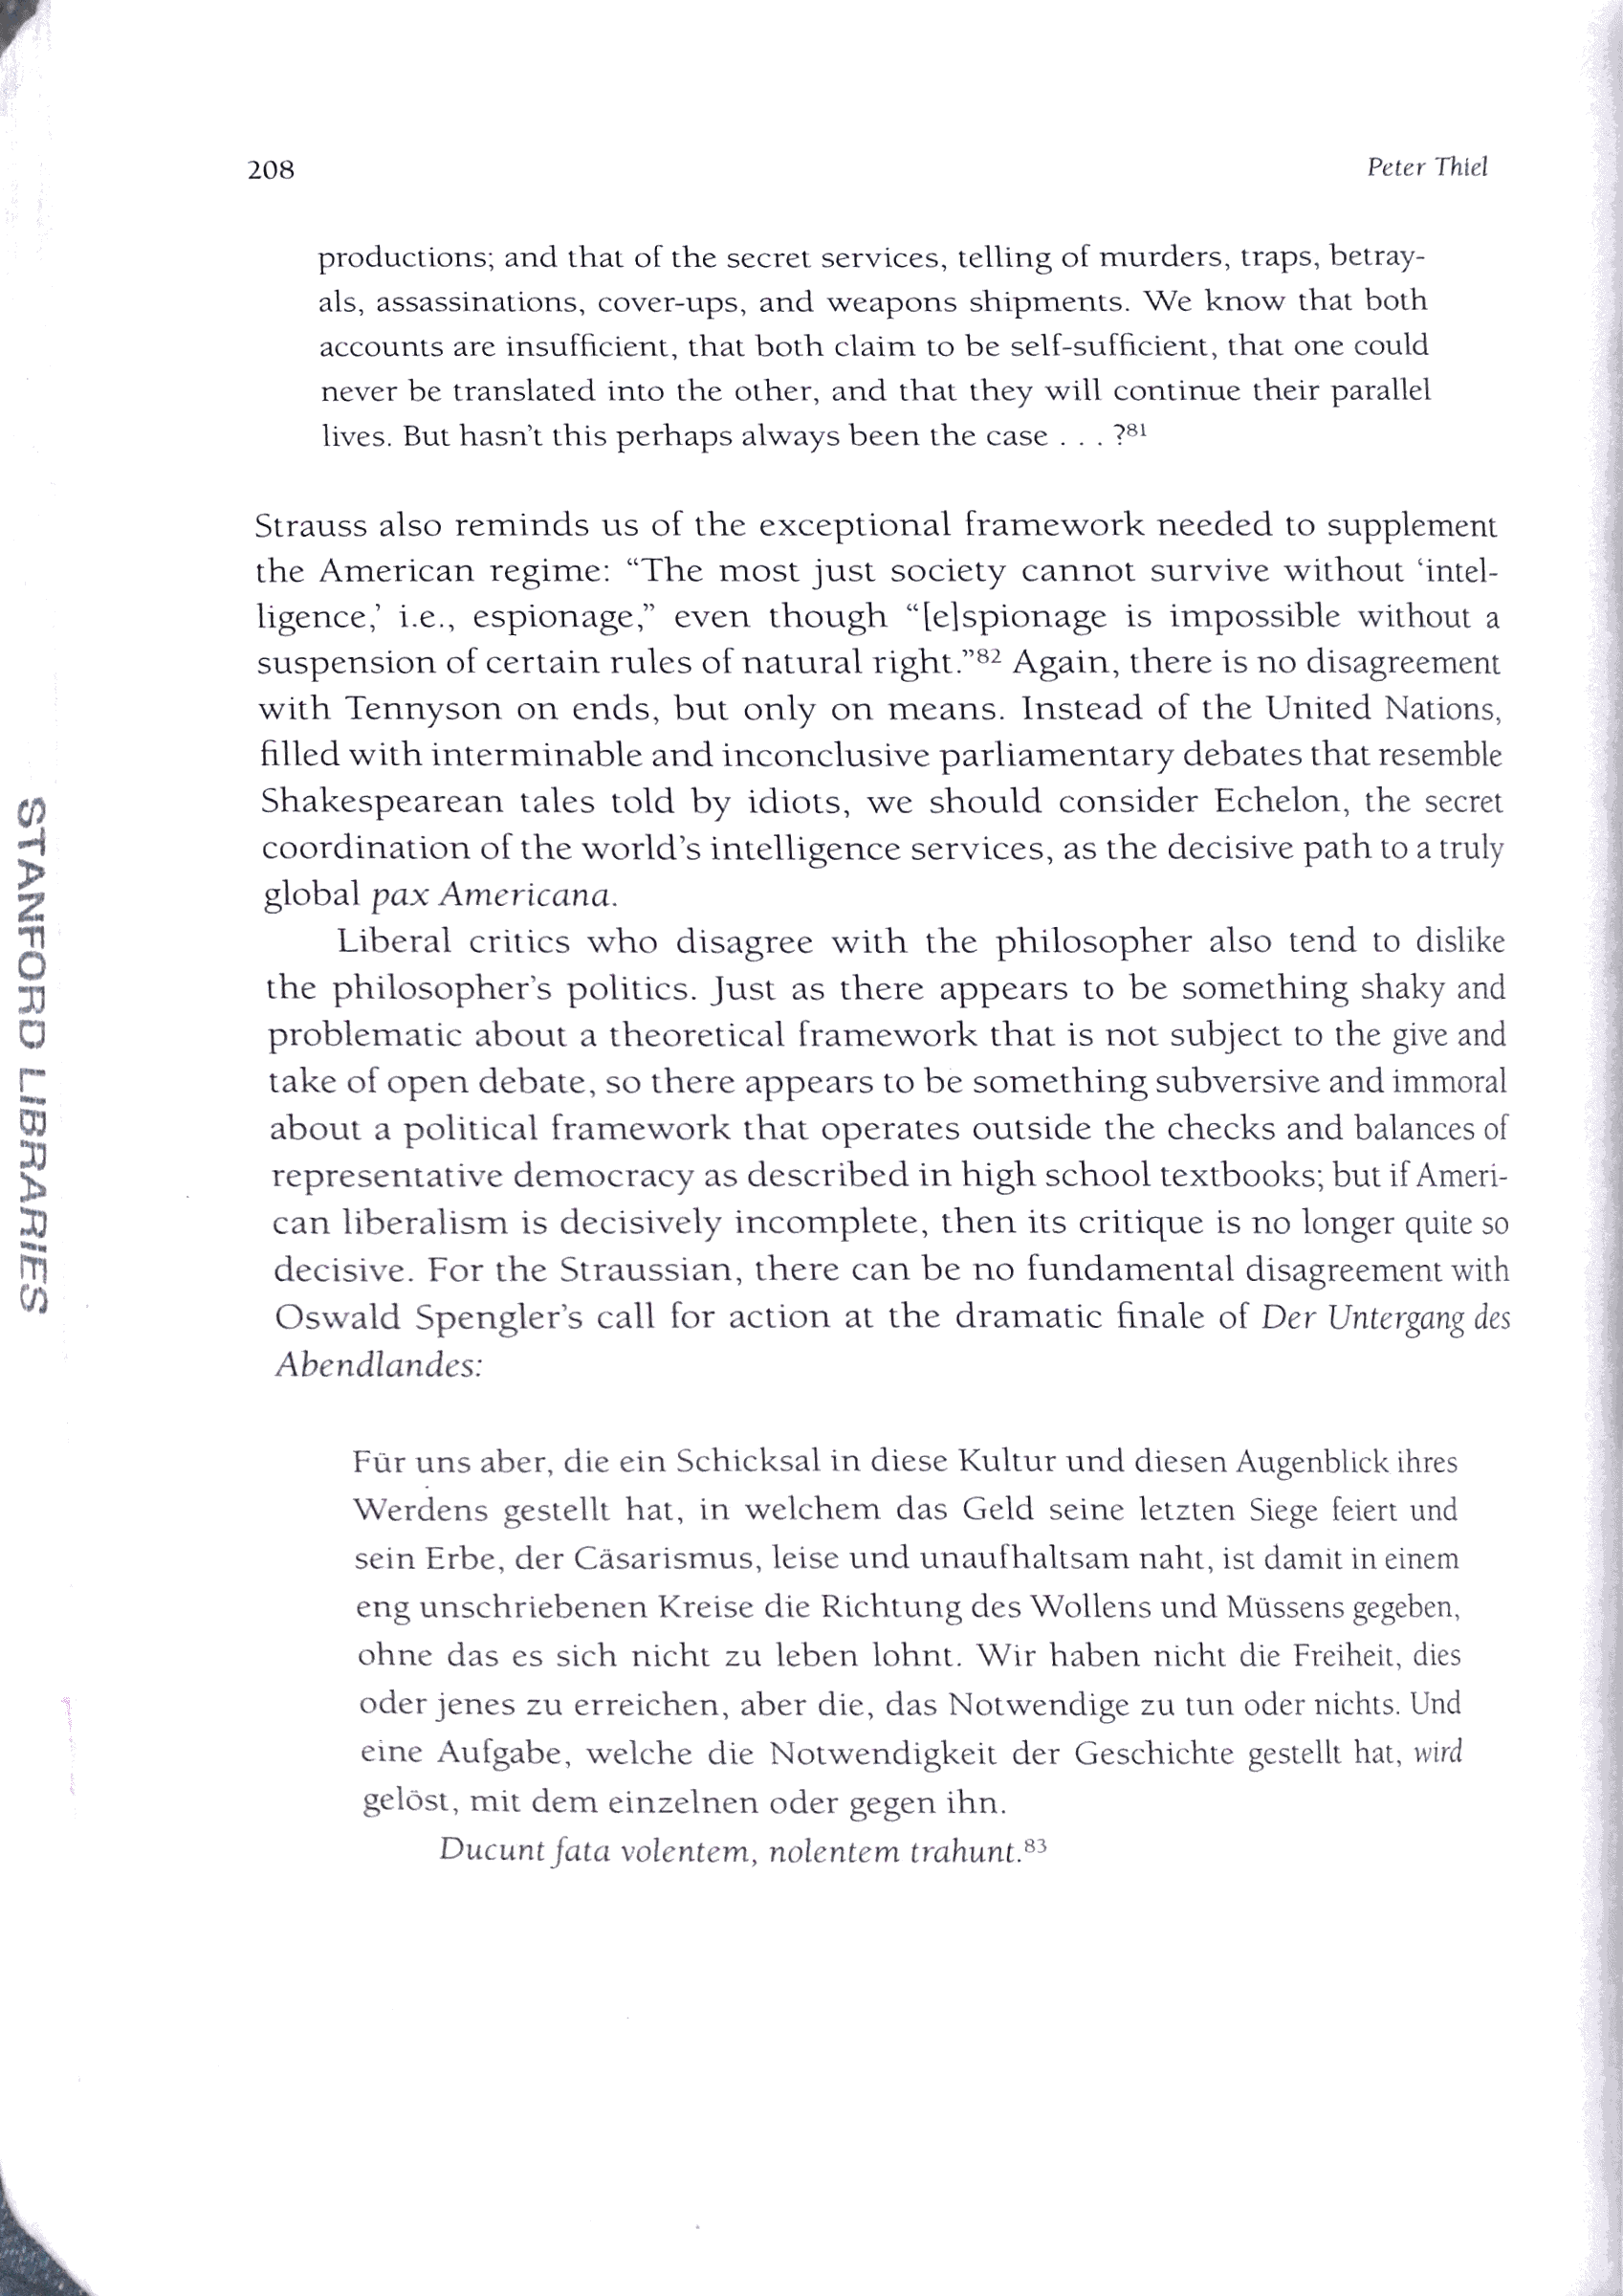 208
Peter Thiel
productions; and that of the secret services, telling of murders, traps, betray-
als, assassinations, cover-ups, and weapons shipments. We know that both
accounts are insufficient, that both claim to be self-sufficient, that one could
never be translated into the other, and that they will continue their parallel
lives. But hasn't this perhaps always been the case . . . ?81
Strauss also reminds us of the exceptional framework needed to supplement
the American regime: “The most just society cannot survive without ‘intel-
ligence,’ i.e., espionage,” even though “[e]spionage is impossible without a
suspension of certain rules of natural right.”82 Again, there is no disagreement
with Tennyson on ends, but only on means. Instead of the United Nations,
filled with interminable and inconclusive parliamentary debates that resemble
Shakespearean tales told by idiots, we should consider Echelon, the secret
coordination of the world's intelligence services, as the decisive path to a truly
global pax Americana.
Liberal critics who disagree with the philosopher also tend to dislike
the philosopher's politics. Just as there appears to be something shaky and
problematic about a theoretical framework that is not subject to the give and
take of open debate, so there appears to be something subversive and immoral
about a political framework that operates outside the checks and balances of
representative democracy as described in high school textbooks; but if Ameri-
can liberalism is decisively incomplete, then its critique is no longer quite so
decisive. For the Straussian, there can be no fundamental disagreement with
Oswald Spengler's call for action at the dramatic finale of Der Untergang des
Abendlandes:
Für uns aber, die ein Schicksal in diese Kultur und diesen Augenblick ihres
Werdens gestellt hat, in welchem das Geld seine letzten Siege feiert und
sein Erbe, der Cäsarismus, leise und unaufhaltsam naht, ist damit in einem
eng unschriebenen Kreise die Richtung des Wollens und Müssens gegeben,
ohne das es sich nicht zu leben lohnt. Wir haben nicht die Freiheit, dies
oder jenes zu erreichen, aber die, das Notwendige zu tun oder nichts. Und
eine Aufgabe, welche die Notwendigkeit der Geschichte gestellt hat, wird
gelöst, mit dem einzelnen oder gegen ihn.
Ducunt fata volentem, nolentem trahunt.83
STANFORD LIBRARIES